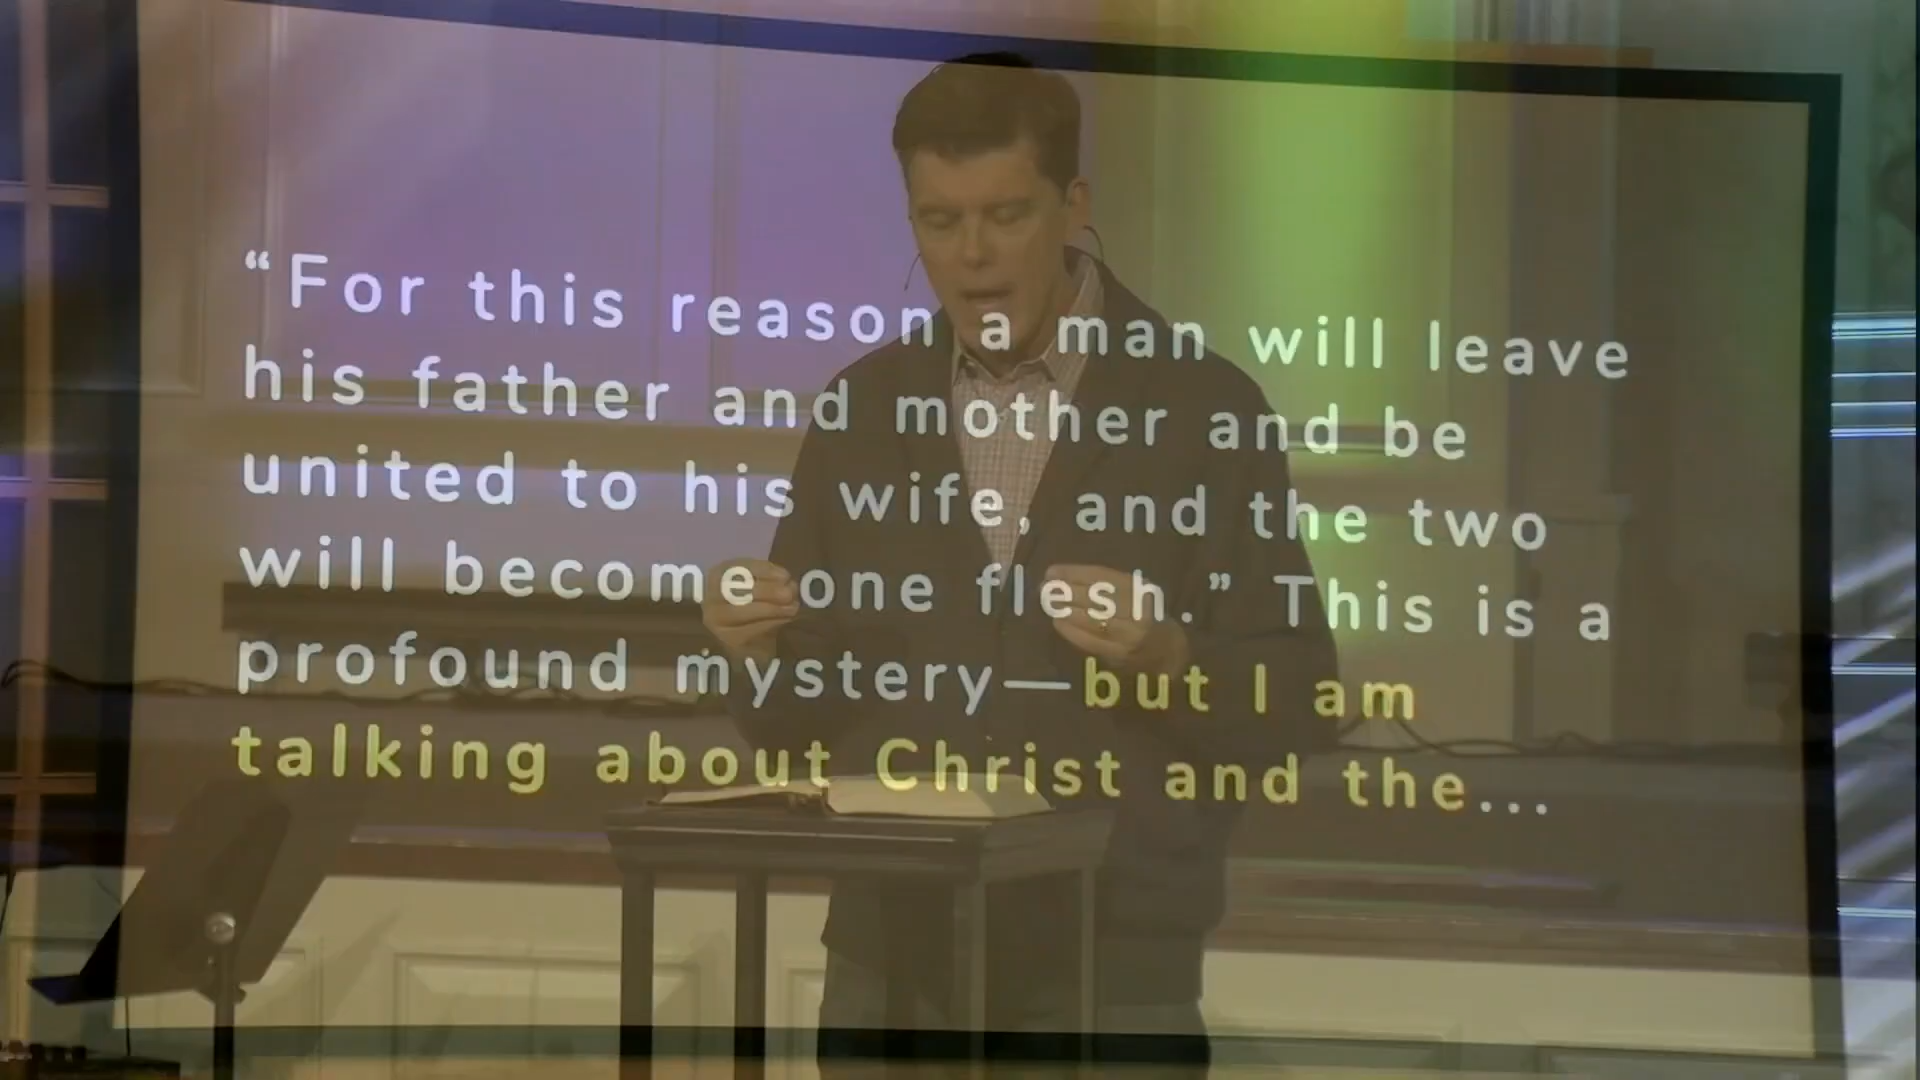 “For this reason a man will leave
his father and mother and be
united to his wife, and the two
will become one flesh.” This is a
profound mystery—but I am
talking about Christ and the...